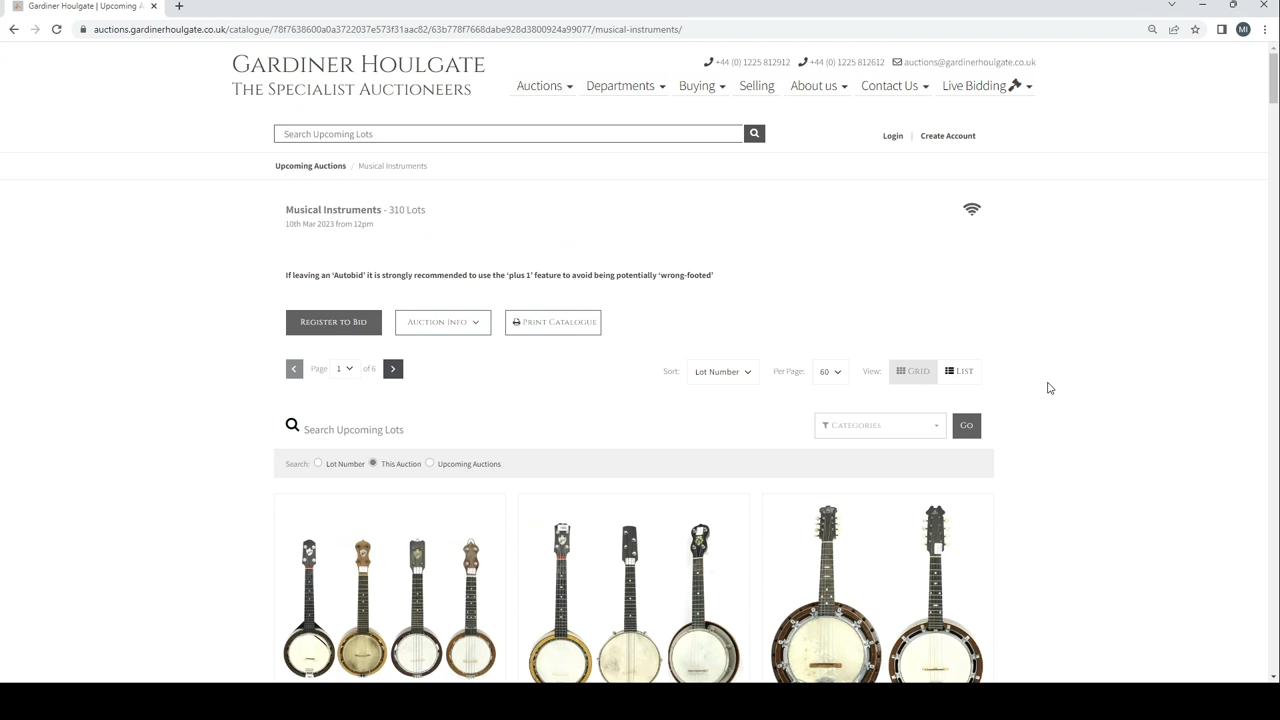 Gardiner Houlgate | Upcoming A
auctions.gardinerhoulgate.co.uk/catalogue/78f7638600a0a3722037e573f31aac82/63b778f7668dabe928d3800924a99077/musical-instruments/
MI
GARDINER HOULGATE
THE SPECIALIST AUCTIONEERS
+44 (0) 1225 812912 +44 (0) 1225 812612 auctions@gardinerhoulgate.co.uk
Auctions Departments Buying Selling About us Contact Us Live Bidding
Search Upcoming Lots
Login | Create Account
Upcoming Auctions / Musical Instruments
Musical Instruments - 310 Lots
10th Mar 2023 from 12pm
If leaving an 'Autobid' it is strongly recommended to use the 'plus 1' feature to avoid being potentially 'wrong-footed'
REGISTER TO BID AUCTION INFO PRINT CATALOGUE
Page 1 of 6 Sort: Lot Number Per Page: 60 View: GRID LIST
Search Upcoming Lots CATEGORIES GO
Search: Lot Number This Auction Upcoming Auctions